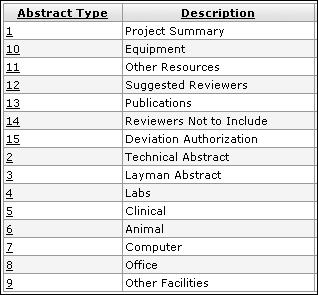 Abstract Type Description
1 Project Summary
10 Equipment
11 Other Resources
12 Suggested Reviewers
13 Publications
14 Reviewers Not to Include
15 Deviation Authorization
2 Technical Abstract
3 Layman Abstract
4 Labs
5 Clinical
6 Animal
7 Computer
8 Office
9 Other Facilities